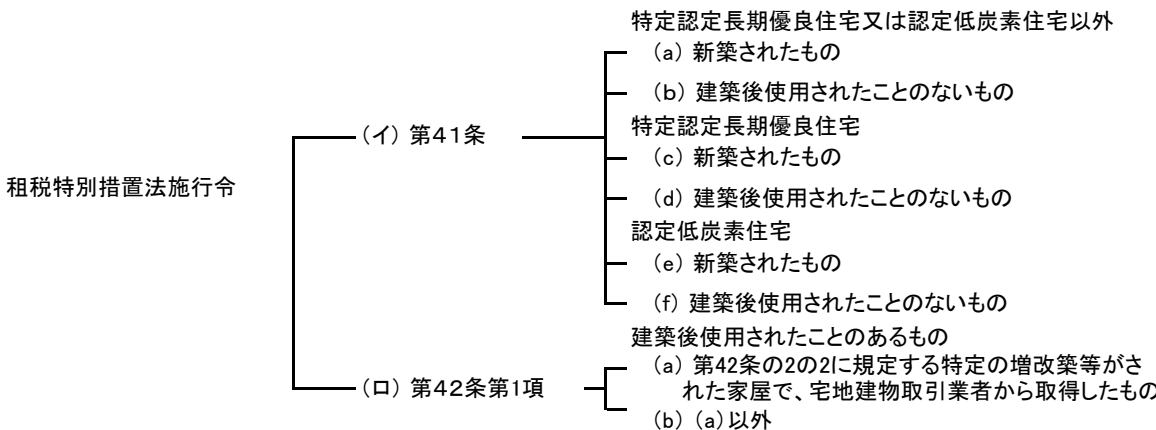 特定認定長期優良住宅又は認定低炭素住宅以外
(a) 新築されたもの
(b) 建築後使用されたことのないもの
特定認定長期優良住宅
(イ) 第41条
(c) 新築されたもの
租税特別措置法施行令
(d) 建築後使用されたことのないもの
認定低炭素住宅
(e) 新築されたもの
(f) 建築後使用されたことのないもの
建築後使用されたことのあるもの
(ロ) 第42条第1項
(a) 第42条の2の2に規定する特定の増改築等がさ
れた家屋で、宅地建物取引業者から取得したもの
(b) (a)以外